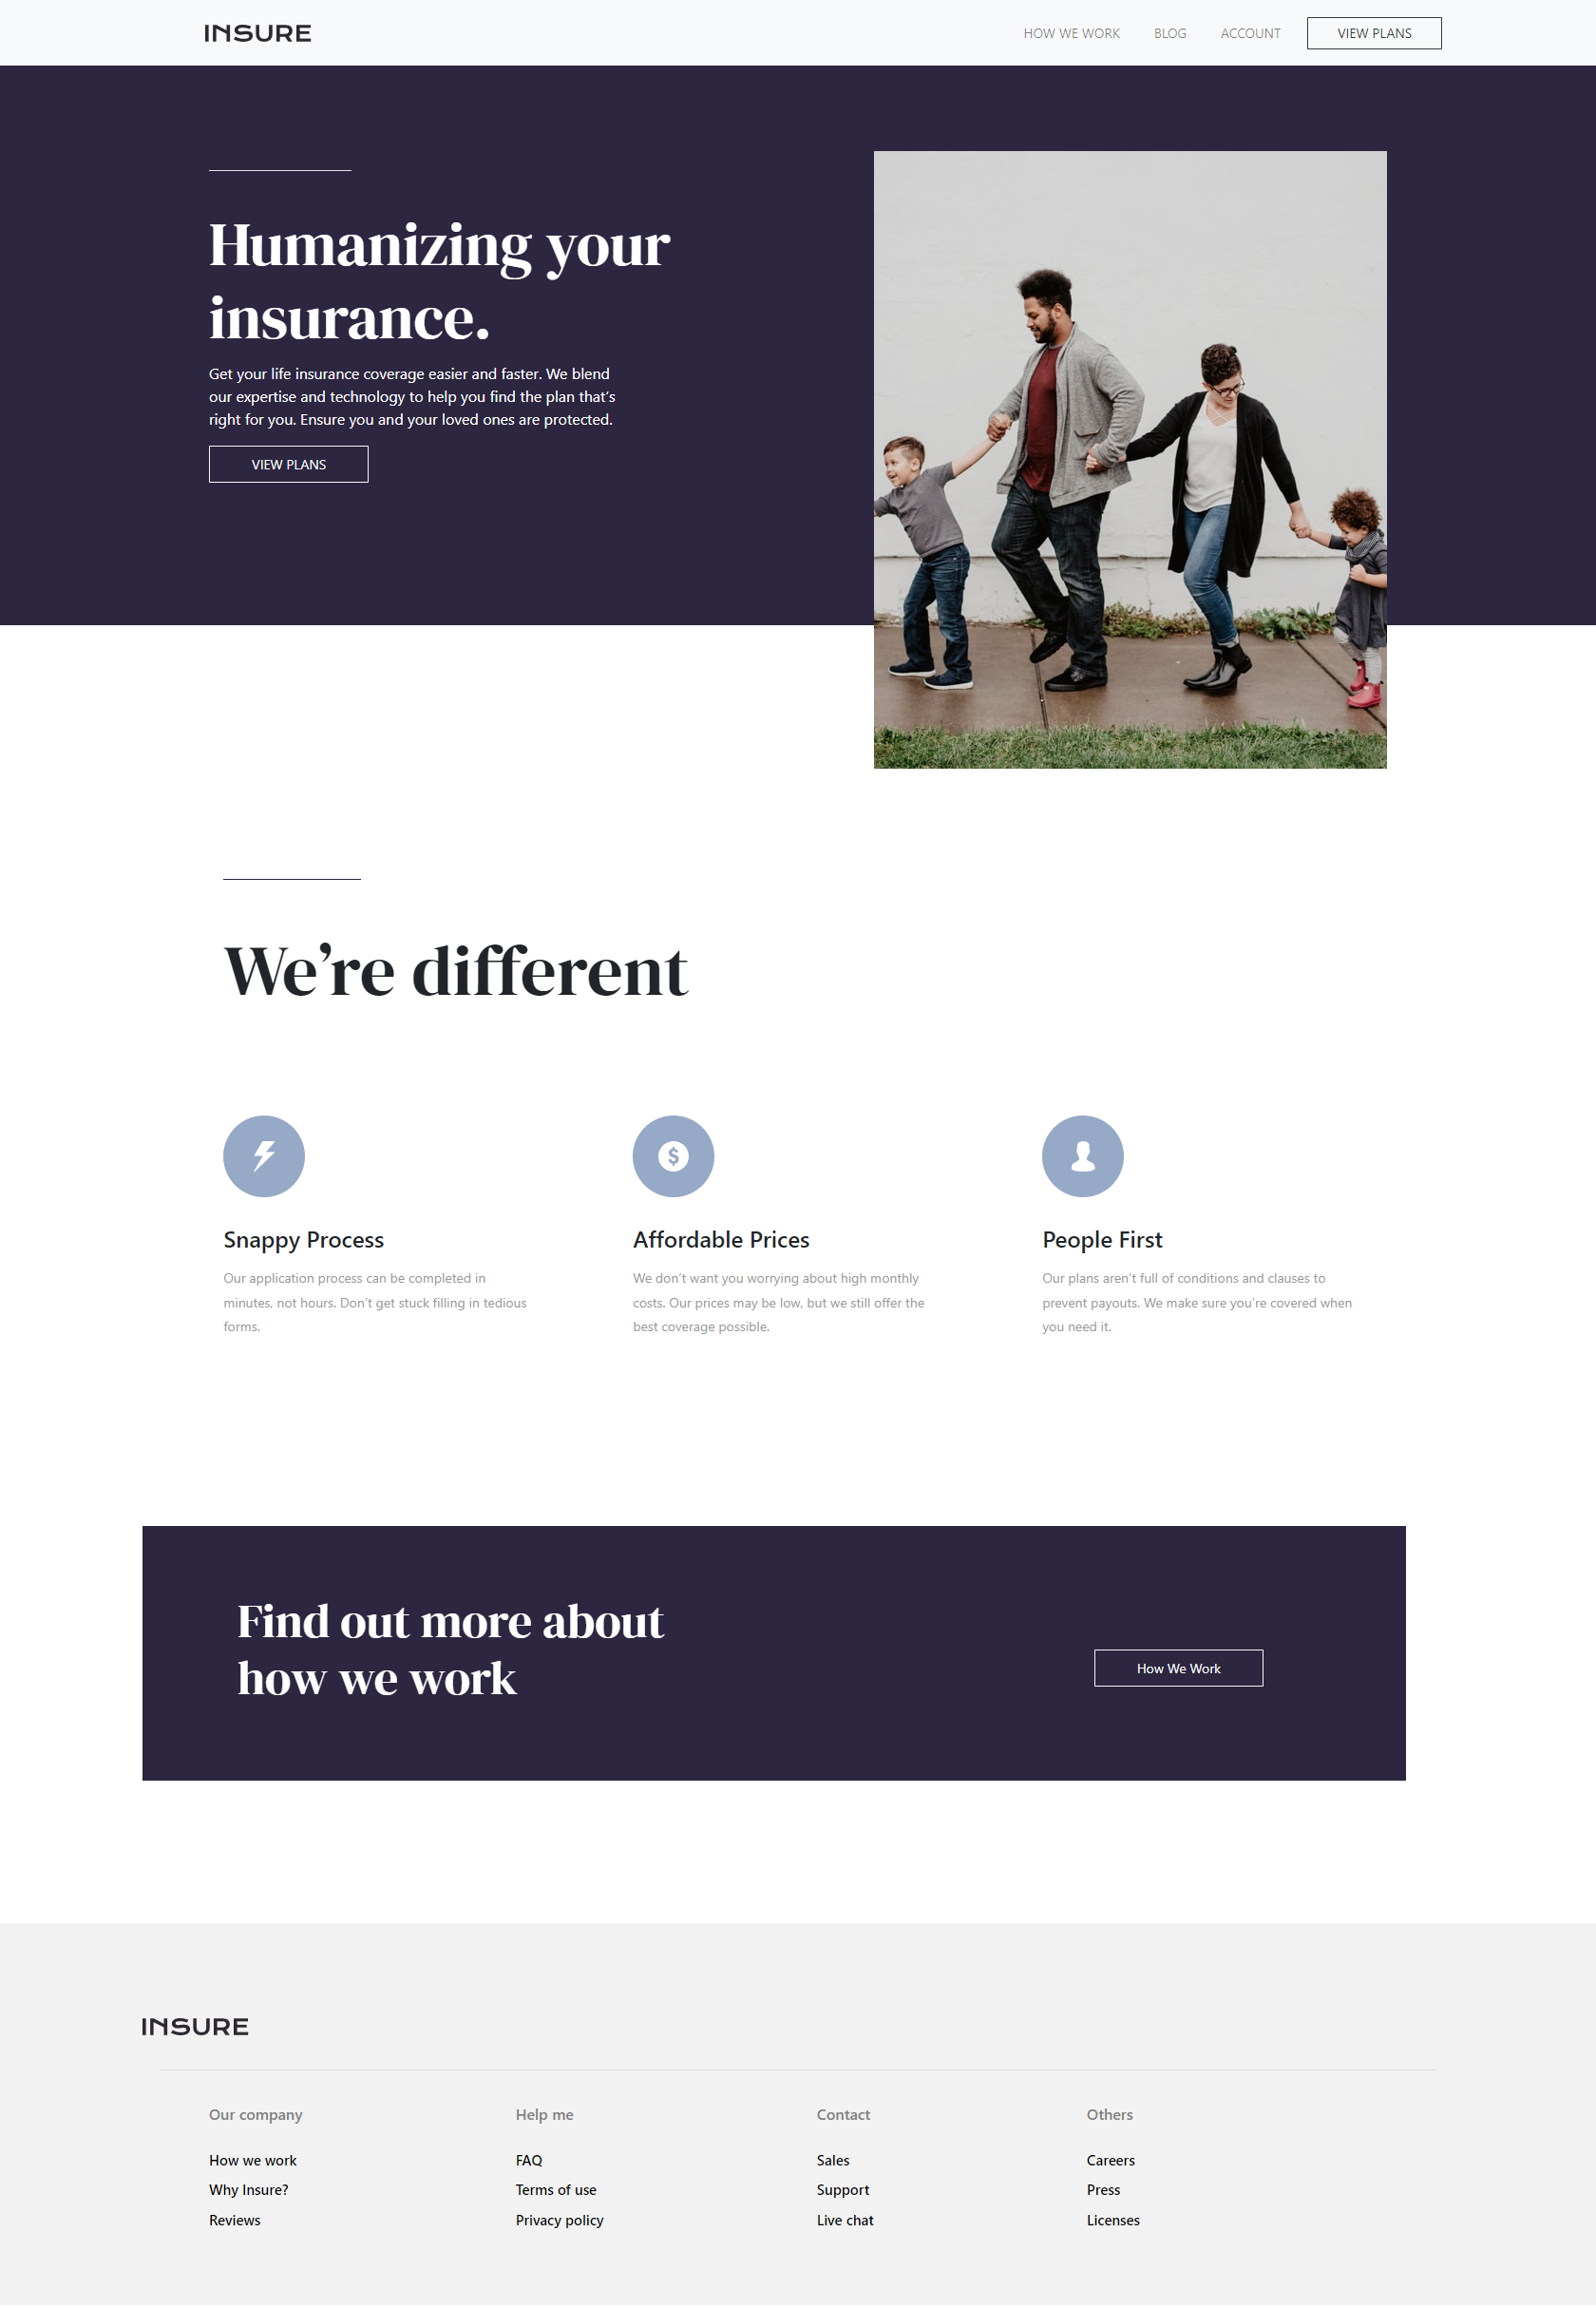 INSURE
HOW WE WORK
BLOG
ACCOUNT
VIEW PLANS
Humanizing your
insurance.
Get your life insurance coverage easier and faster. We blend
our expertise and technology to help you find the plan that’s
right for you. Ensure you and your loved ones are protected.
VIEW PLANS
We’re different
$
Snappy Process
Our application process can be completed in
minutes, not hours. Don’t get stuck filling in tedious
forms.
Affordable Prices
We don’t want you worrying about high monthly
costs. Our prices may be low, but we still offer the
best coverage possible.
People First
Our plans aren’t full of conditions and clauses to
prevent payouts. We make sure you’re covered when
you need it.
Find out more about
how we work
How We Work
INSURE
Our company
How we work
Why Insure?
Reviews
Help me
FAQ
Terms of use
Privacy policy
Contact
Sales
Support
Live chat
Others
Careers
Press
Licenses